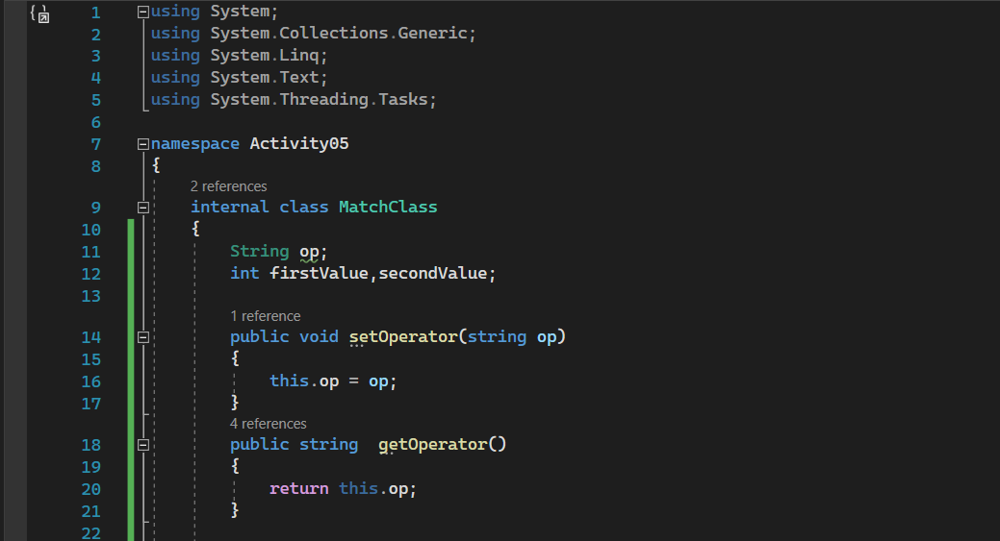 1 using System;
2 using System.Collections.Generic;
3 using System.Linq;
4 using System.Text;
5 using System.Threading.Tasks;
6
7 namespace Activity05
8 {
2 references
9 internal class MatchClass
10 {
11 String op;
12 int firstValue,secondValue;
13
1 reference
14 public void setOperator(string op)
15 {
16 this.op = op;
17 }
4 references
18 public string  getOperator()
19 {
20 return this.op;
21 }
22